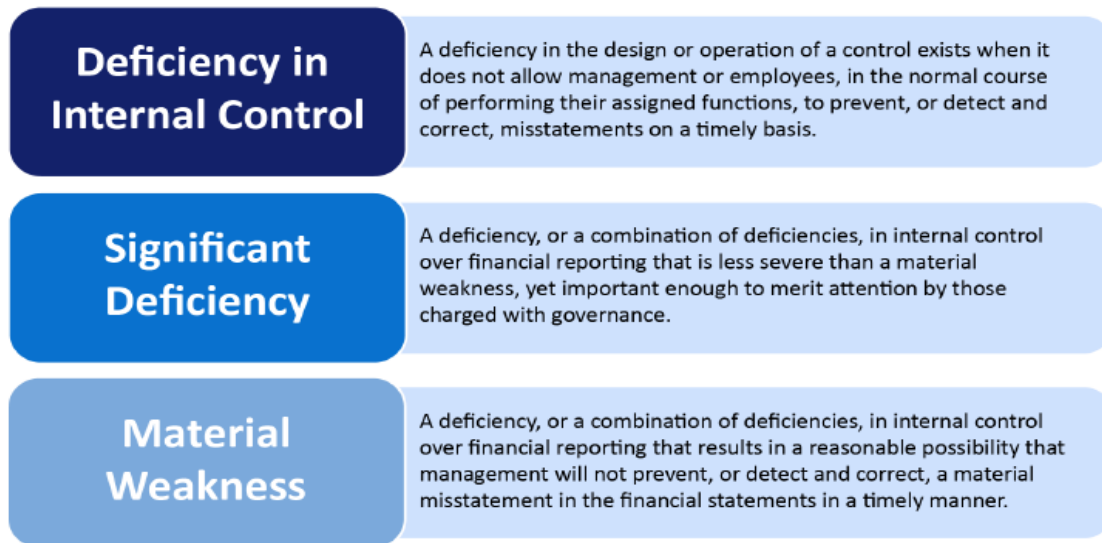 Deficiency in
Internal Control
A deficiency in the design or operation of a control exists when it
does not allow management or employees, in the normal course
of performing their assigned functions, to prevent, or detect and
correct, misstatements on a timely basis.
Significant
Deficiency
A deficiency, or a combination of deficiencies, in internal control
over financial reporting that is less severe than a material
weakness, yet important enough to merit attention by those
charged with governance.
Material
Weakness
A deficiency, or a combination of deficiencies, in internal control
over financial reporting that results in a reasonable possibility that
management will not prevent, or detect and correct, a material
misstatement in the financial statements in a timely manner.